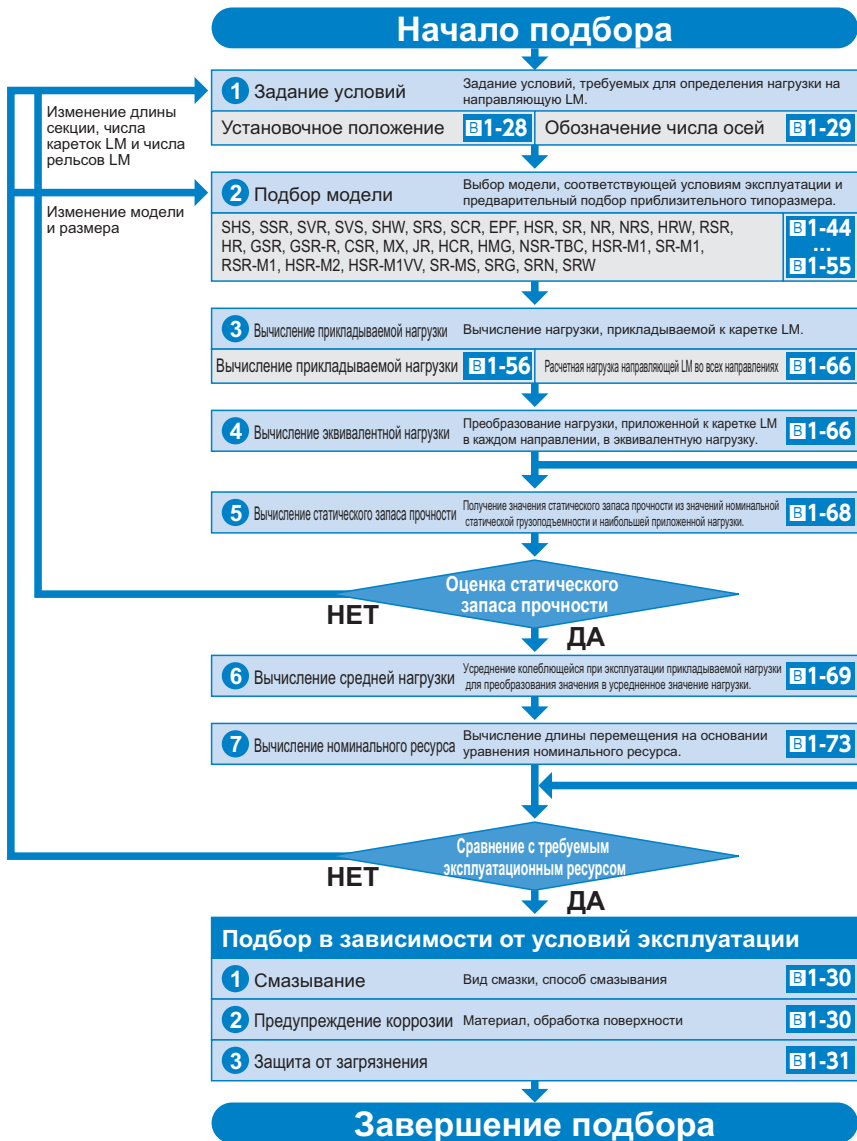 Начало подбора
1 Задание условий
Задание условий, требуемых для определения нагрузки на
направляющую LM.
Установочное положение
B1-28
Обозначение числа осей
B1-29
Изменение длины
секции, числа
кареток LM и числа
рельсов LM
Изменение модели
и размера
2 Подбор модели
Выбор модели, соответствующей условиям эксплуатации и
предварительный подбор приблизительного типоразмера.
SHS, SSR, SVR, SVS, SHW, SRS, SCR, EPF, HSR, SR, NR, NRS, HRW, RSR,
HR, GSR, GSR-R, CSR, MX, JR, HCR, HMG, NSR-TBC, HSR-M1, SR-M1,
RSR-M1, HSR-M2, HSR-M1VV, SR-MS, SRG, SRN, SRW
B1-44
...
B1-55
3 Вычисление прикладываемой нагрузки
Вычисление нагрузки, прикладываемой к каретке LM.
Вычисление прикладываемой нагрузки
B1-56
Расчетная нагрузка направляющей LM во всех направлениях
B1-66
4 Вычисление эквивалентной нагрузки
Преобразование нагрузки, приложенной к каретке LM
в каждом направлении, в эквивалентную нагрузку.
B1-66
5 Вычисление статического запаса прочности
Получение значения статического запаса прочности из значений номинальной
статической грузоподъемности и наибольшей приложенной нагрузки.
B1-68
Оценка статического
запаса прочности
НЕТ
ДА
6 Вычисление средней нагрузки
Усреднение колеблющейся при эксплуатации прикладываемой нагрузки
для преобразования значения в усредненное значение нагрузки.
B1-69
7 Вычисление номинального ресурса
Вычисление длины перемещения на основании
уравнения номинального ресурса.
B1-73
Сравнение с требуемым
эксплуатационным ресурсом
НЕТ
ДА
Подбор в зависимости от условий эксплуатации
1 Смазывание
Вид смазки, способ смазывания
B1-30
2 Предупреждение коррозии
Материал, обработка поверхности
B1-30
3 Защита от загрязнения
B1-31
Завершение подбора